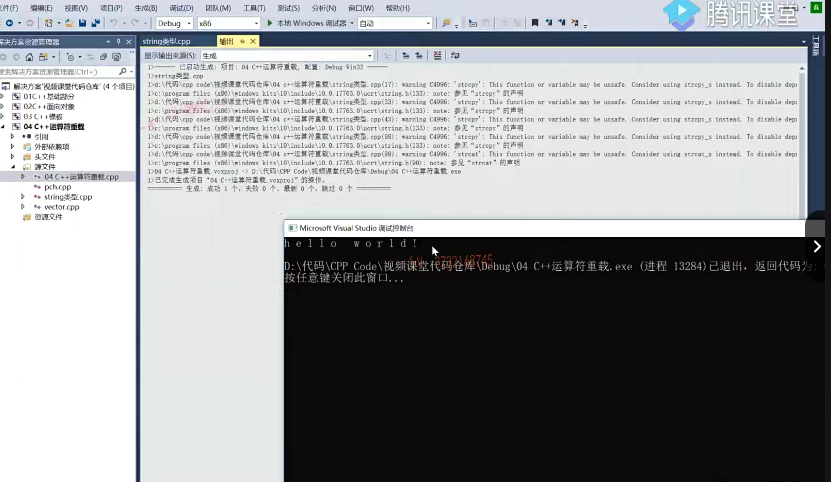 文件(F) 编辑(E) 视图(V) 项目(P) 生成(B) 调试(D) 团队(M) 工具(T) 测试(S) 分析(N) 窗口(W) 帮助(H)
腾讯课堂
Debug x86 本地 Windows 调试器 自动
解决方案资源管理器
string类型.cpp 输出
显示输出来源(S): 生成
搜索解决方案资源管理器(Ctrl+;)
解决方案"视频课堂代码仓库"(4 个项目)
01C++基础部分
02C++面向对象
03 C++模板
04 C++运算符重载
引用
外部依赖项
头文件
源文件
04 C++运算符重载.cpp
pch.cpp
string类型.cpp
vector.cpp
资源文件
工具箱
1>------ 已启动生成: 项目: 04 C++运算符重载, 配置: Debug Win32 ------
1>string类型.cpp
1>d:\代码\cpp code\视频课堂代码仓库\04 c++运算符重载\string类型.cpp(17): warning C4996: 'strcpy': This function or variable may be unsafe. Consider using strcpy_s instead. To disable depr
1>c:\program files (x86)\windows kits\10\include\10.0.17763.0\ucrt\string.h(133): note: 参见"strcpy"的声明
1>d:\代码\cpp code\视频课堂代码仓库\04 c++运算符重载\string类型.cpp(33): warning C4996: 'strcpy': This function or variable may be unsafe. Consider using strcpy_s instead. To disable depr
1>c:\program files (x86)\windows kits\10\include\10.0.17763.0\ucrt\string.h(133): note: 参见"strcpy"的声明
1>d:\代码\cpp code\视频课堂代码仓库\04 c++运算符重载\string类型.cpp(43): warning C4996: 'strcpy': This function or variable may be unsafe. Consider using strcpy_s instead. To disable depr
1>c:\program files (x86)\windows kits\10\include\10.0.17763.0\ucrt\string.h(133): note: 参见"strcpy"的声明
1>d:\代码\cpp code\视频课堂代码仓库\04 c++运算符重载\string类型.cpp(98): warning C4996: 'strcpy': This function or variable may be unsafe. Consider using strcpy_s instead. To disable depr
1>c:\program files (x86)\windows kits\10\include\10.0.17763.0\ucrt\string.h(133): note: 参见"strcpy"的声明
1>d:\代码\cpp code\视频课堂代码仓库\04 c++运算符重载\string类型.cpp(99): warning C4996: 'strcat': This function or variable may be unsafe. Consider using strcat_s instead. To disable depr
1>c:\program files (x86)\windows kits\10\include\10.0.17763.0\ucrt\string.h(90): note: 参见"strcat"的声明
1>04 C++运算符重载.vcxproj -> D:\代码\CPP Code\视频课堂代码仓库\Debug\04 C++运算符重载.exe
1>已完成生成项目"04 C++运算符重载.vcxproj"的操作。
========== 生成: 成功 1 个，失败 0 个，最新 0 个，跳过 0 个 ==========
Microsoft Visual Studio 调试控制台
h e l l o   w o r l d !
D:\代码\CPP Code\视频课堂代码仓库\Debug\04 C++运算符重载.exe (进程 13284)已退出，返回代码为:
按任意键关闭此窗口...